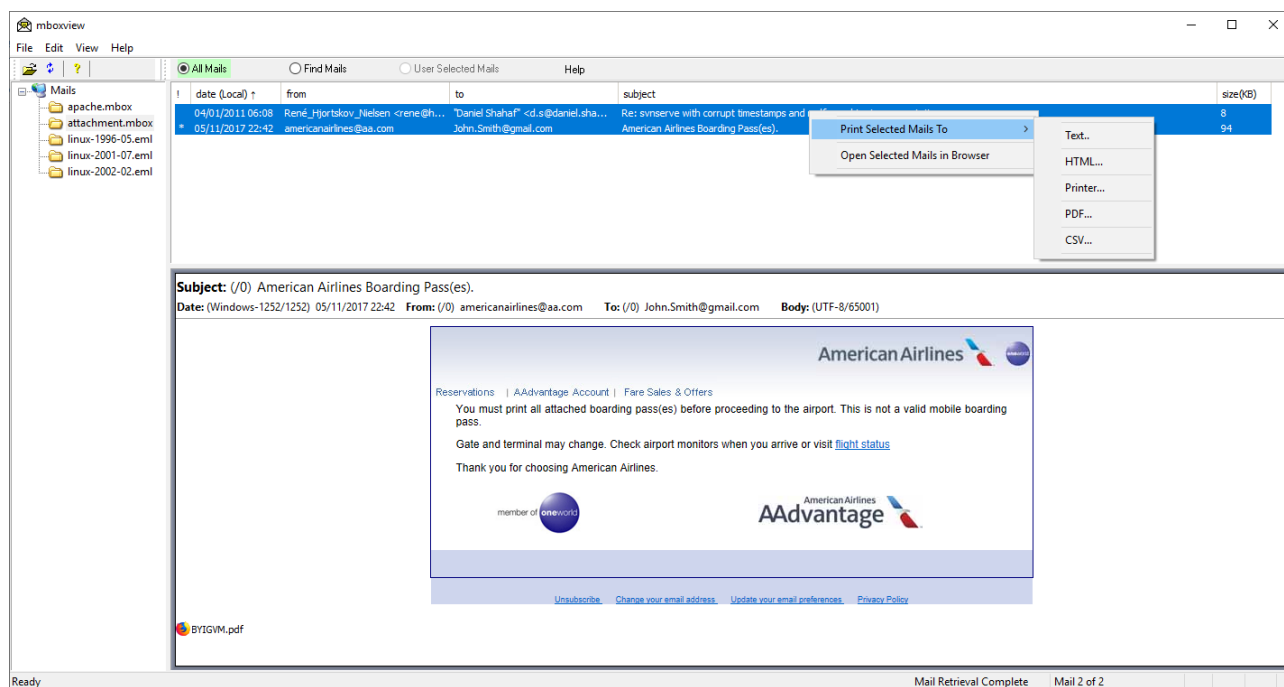 mboxview
File Edit View Help
All Mails Find Mails User Selected Mails Help
Mails
apache.mbox
attachment.mbox
linux-1996-05.eml
linux-2001-07.eml
linux-2002-02.eml
! date (Local) ↑ from to subject size(KB)
04/01/2011 06:08 René_Hjortskov_Nielsen <rene@h... "Daniel Shahaf" <d.s@daniel.sha... Re: svnserve with corrupt timestamps and 8
* 05/11/2017 22:42 americanairlines@aa.com John.Smith@gmail.com American Airlines Boarding Pass(es). 94
Print Selected Mails To >
Open Selected Mails in Browser
Text..
HTML...
Printer...
PDF...
CSV...
Subject: (/0) American Airlines Boarding Pass(es).
Date: (Windows-1252/1252) 05/11/2017 22:42 From: (/0) americanairlines@aa.com To: (/0) John.Smith@gmail.com Body: (UTF-8/65001)
American Airlines oneworld
Reservations | AAdvantage Account | Fare Sales & Offers
You must print all attached boarding pass(es) before proceeding to the airport. This is not a valid mobile boarding
pass.
Gate and terminal may change. Check airport monitors when you arrive or visit flight status
Thank you for choosing American Airlines.
member of oneworld
American Airlines
AAdvantage
Unsubscribe Change your email address Update your email preferences Privacy Policy
BYIGVM.pdf
Ready Mail Retrieval Complete Mail 2 of 2